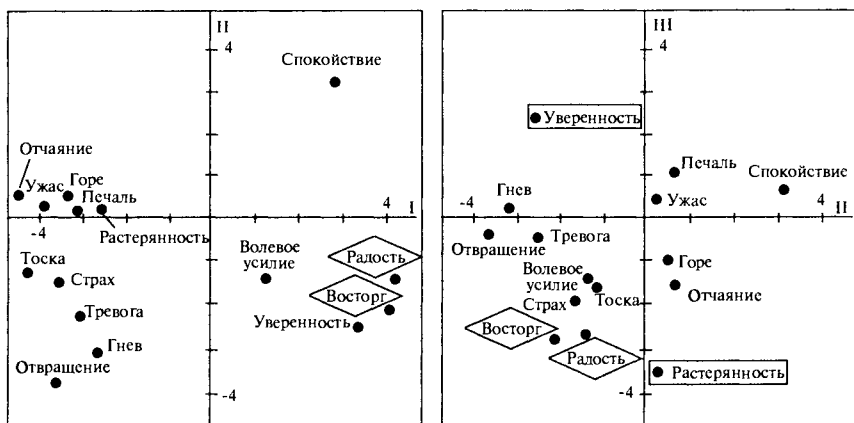 II
4
Спокойствие
Отчаяние
Ужас
Горе
Печаль
-4
4
I
Растерянность
Тоска
Страх
Тревога
Гнев
Отвращение
Волевое
усилие
Радость
Восторг
Уверенность
-4
III
4
Уверенность
Печаль
Спокойствие
Гнев
Ужас
-4
4
II
Отвращение
Тревога
Волевое
усилие
Горе
Страх
Тоска
Отчаяние
Восторг
Радость
Растерянность
-4